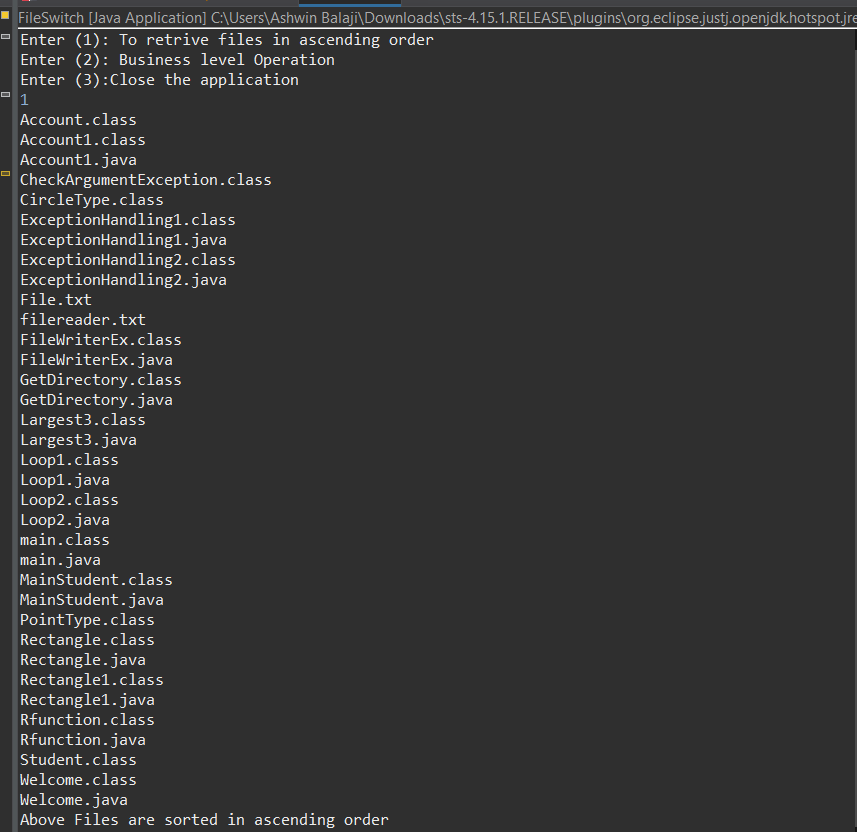 FileSwitch [Java Application] C:\Users\Ashwin Balaji\Downloads\sts-4.15.1.RELEASE\plugins\org.eclipse.justj.openjdk.hotspot.jre
Enter (1): To retrive files in ascending order
Enter (2): Business level Operation
Enter (3):Close the application
1
Account.class
Account1.class
Account1.java
CheckArgumentException.class
CircleType.class
ExceptionHandling1.class
ExceptionHandling1.java
ExceptionHandling2.class
ExceptionHandling2.java
File.txt
filereader.txt
FileWriterEx.class
FileWriterEx.java
GetDirectory.class
GetDirectory.java
Largest3.class
Largest3.java
Loop1.class
Loop1.java
Loop2.class
Loop2.java
main.class
main.java
MainStudent.class
MainStudent.java
PointType.class
Rectangle.class
Rectangle.java
Rectangle1.class
Rectangle1.java
Rfunction.class
Rfunction.java
Student.class
Welcome.class
Welcome.java
Above Files are sorted in ascending order